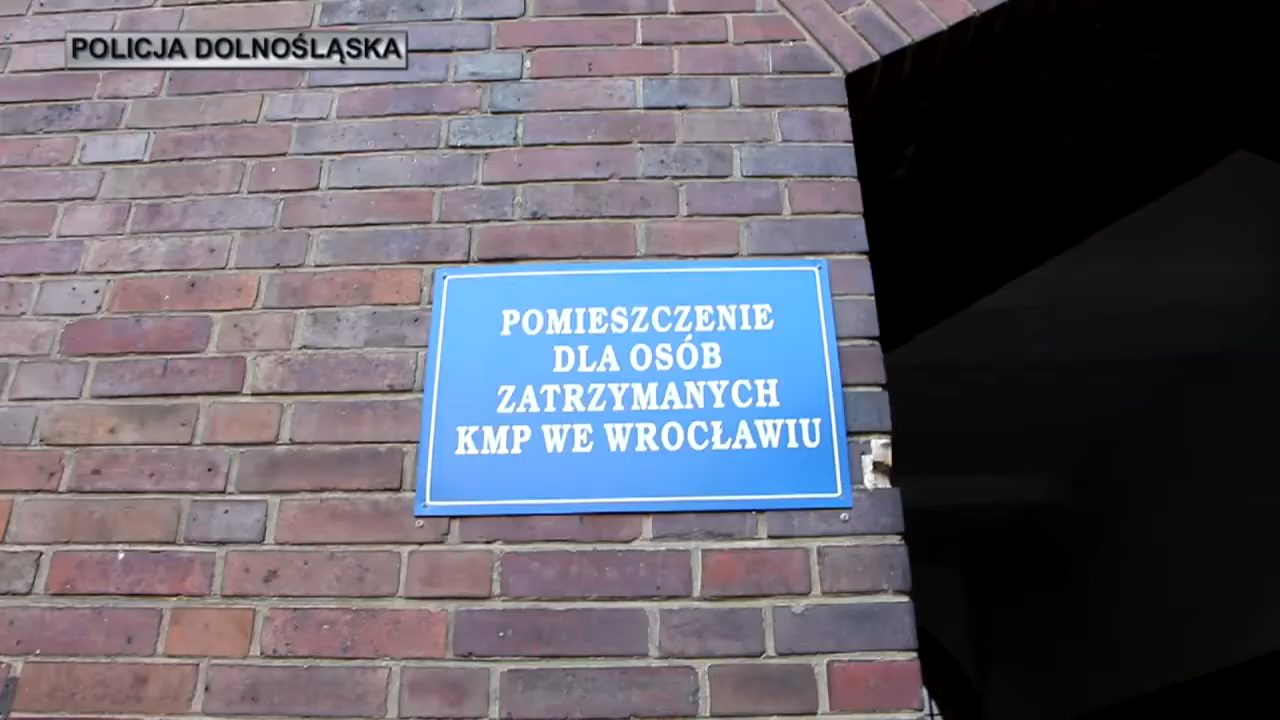 POLICJA DOLNOŚLĄSKA
POMIESZCZENIE
DLA OSÓB
ZATRZYMANYCH
KMP WE WROCŁAWIU